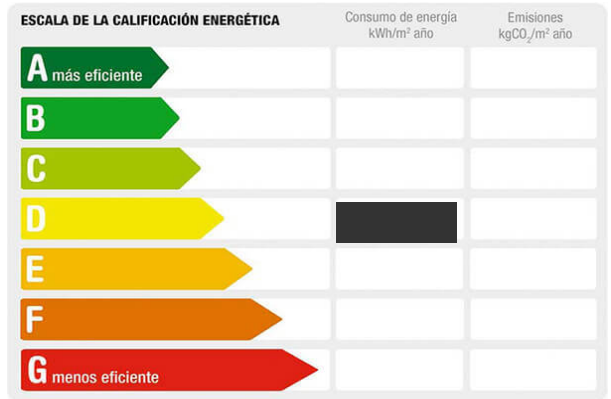 ESCALA DE LA CALIFICACIÓN ENERGÉTICA
Consumo de energía
kWh/m² año
Emisiones
kgCO₂/m² año
A más eficiente
B
C
D
E
F
G menos eficiente